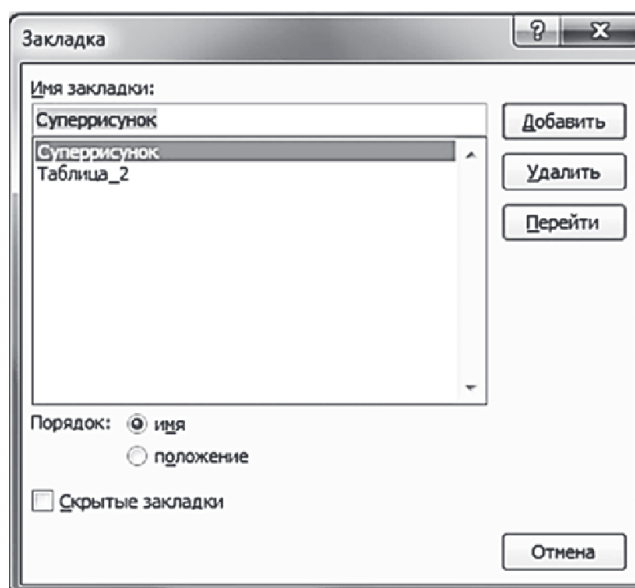 Закладка
Имя закладки:
Суперрисунок
Добавить
Суперрисунок
Таблица_2
Удалить
Перейти
Порядок:
имя
положение
Скрытые закладки
Отмена